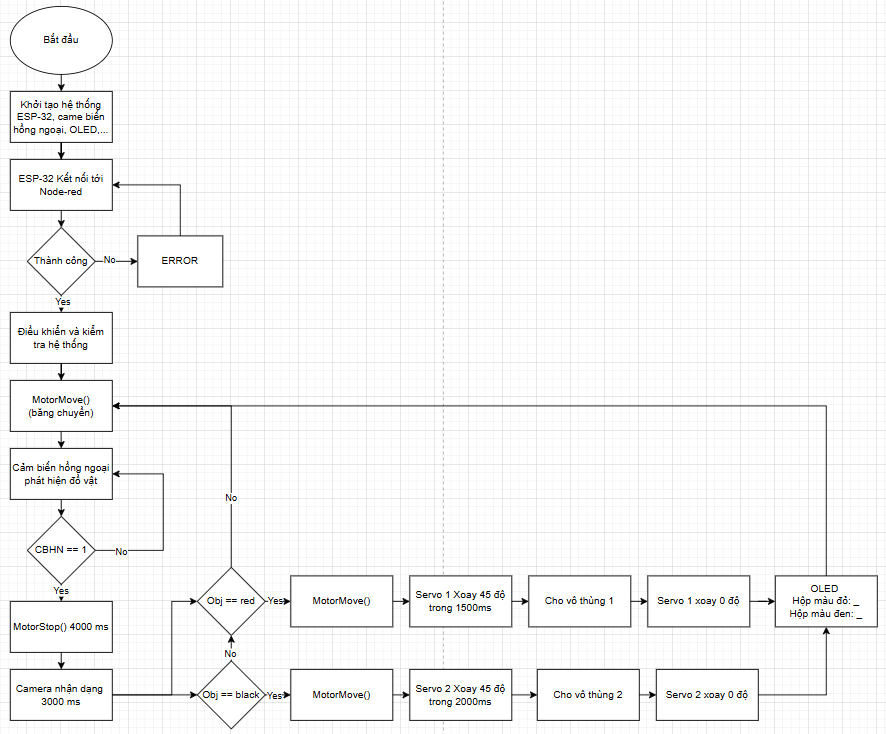 Bắt đầu
Khởi tạo hệ thống
ESP-32, came biến
hồng ngoại, OLED,...
ESP-32 Kết nối tới
Node-red
Thành công
No
ERROR
Yes
Điều khiển và kiểm
tra hệ thống
MotorMove()
(băng chuyền)
Cảm biến hồng ngoại
phát hiện đồ vật
CBHN == 1
No
Yes
MotorStop() 4000 ms
Camera nhận dạng
3000 ms
No
Obj == red
Yes
MotorMove()
Servo 1 Xoay 45 độ
trong 1500ms
Cho vô thùng 1
Servo 1 xoay 0 độ
OLED
Hộp màu đỏ: _
Hộp màu đen: _
No
Obj == black
Yes
MotorMove()
Servo 2 Xoay 45 độ
trong 2000ms
Cho vô thùng 2
Servo 2 xoay 0 độ